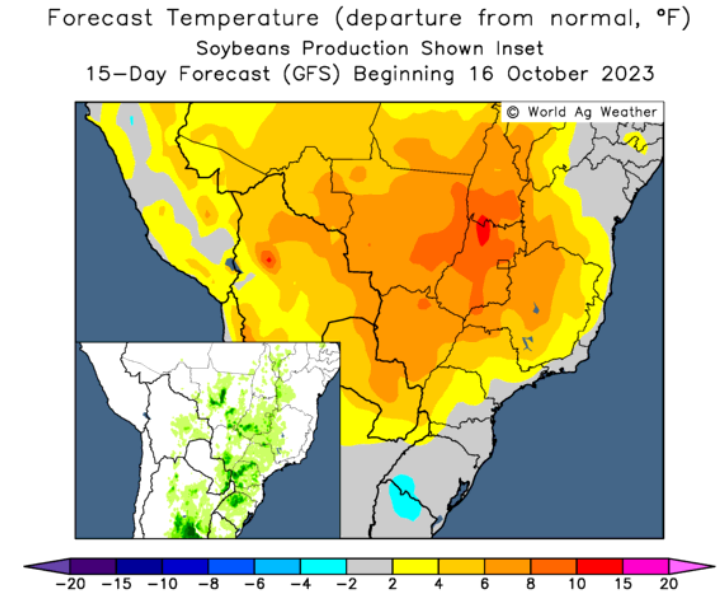 Forecast Temperature (departure from normal, °F)
Soybeans Production Shown Inset
15-Day Forecast (GFS) Beginning 16 October 2023
© World Ag Weather
-20 -15 -10 -8 -6 -4 -2 2 4 6 8 10 15 20